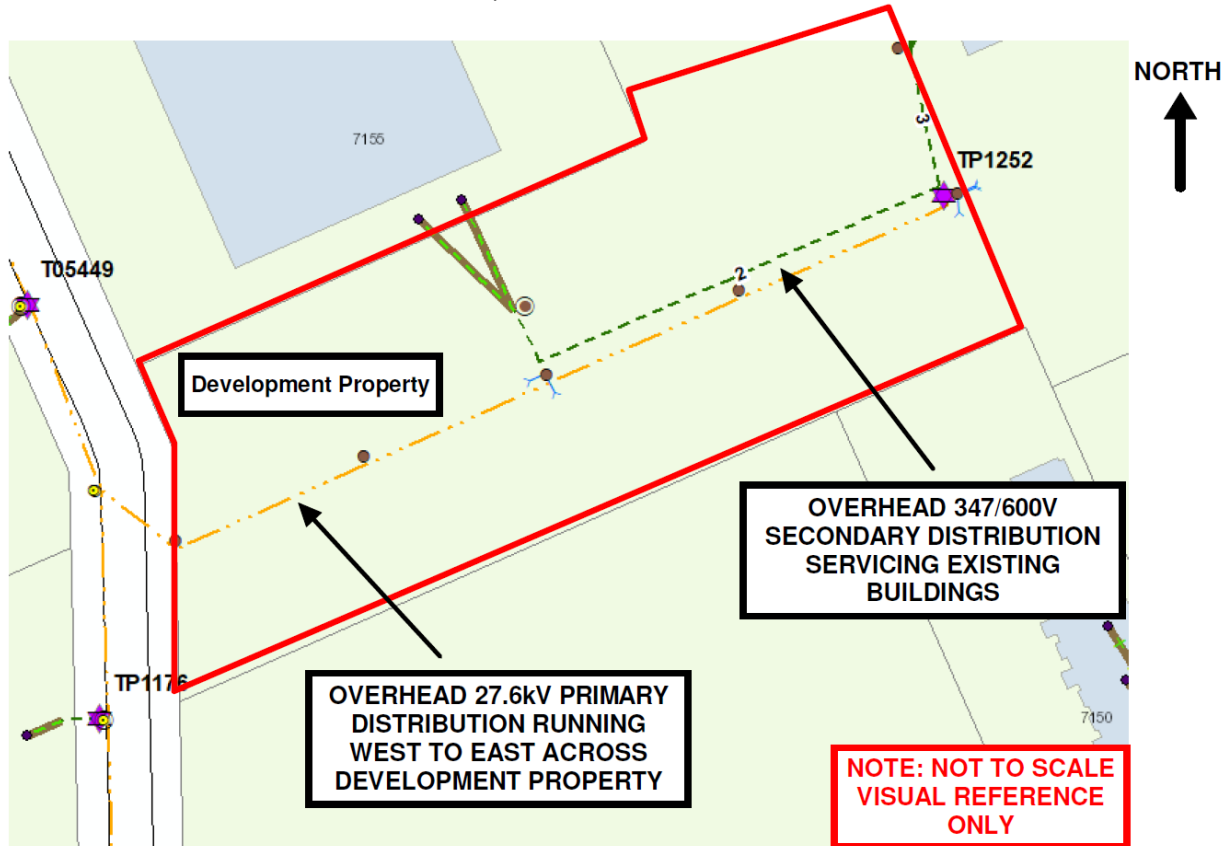 NORTH
7155
3
TP1252
T05449
2
Development Property
OVERHEAD 347/600V
SECONDARY DISTRIBUTION
SERVICING EXISTING
BUILDINGS
TP1176
OVERHEAD 27.6kV PRIMARY
DISTRIBUTION RUNNING
WEST TO EAST ACROSS
DEVELOPMENT PROPERTY
7150
NOTE: NOT TO SCALE
VISUAL REFERENCE
ONLY